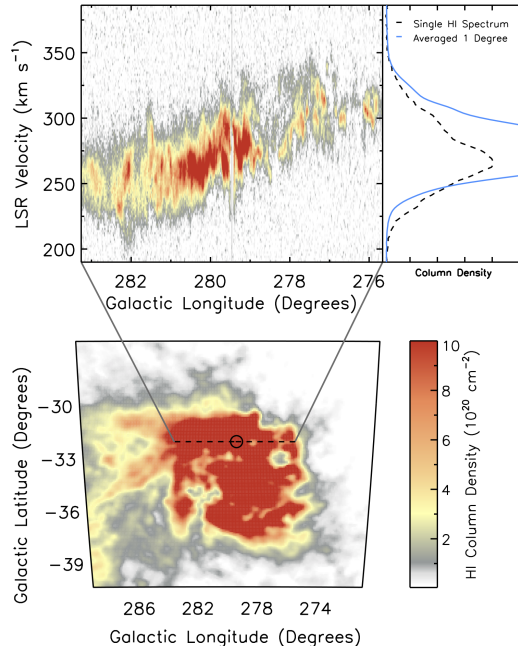 Single HI Spectrum
Averaged 1 Degree
350
300
250
200
LSR Velocity (km s⁻¹)
282
280
278
276
Galactic Longitude (Degrees)
Column Density
−30
−33
−36
−39
Galactic Latitude (Degrees)
286
282
278
274
Galactic Longitude (Degrees)
10
8
6
4
2
HI Column Density (10²⁰ cm⁻²)